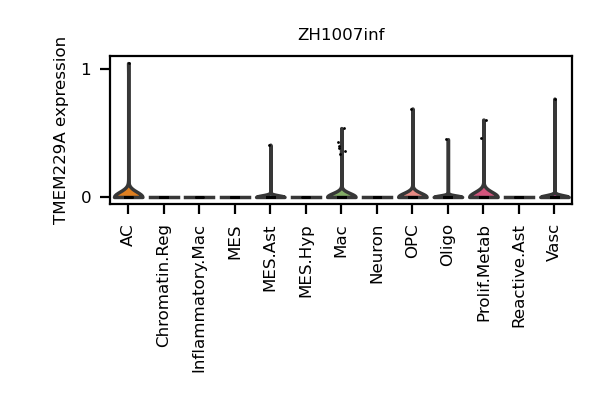 ZH1007inf
TMEM229A expression
1
0
AC
Chromatin.Reg
Inflammatory.Mac
MES
MES.Ast
MES.Hyp
Mac
Neuron
OPC
Oligo
Prolif.Metab
Reactive.Ast
Vasc